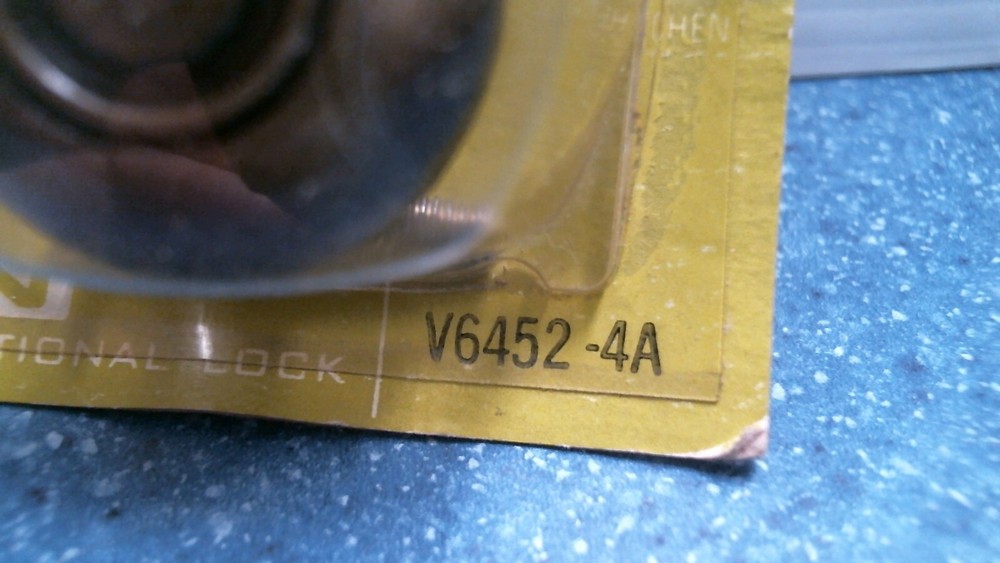 CHEN
TIONAL LOCK
V6452-4A